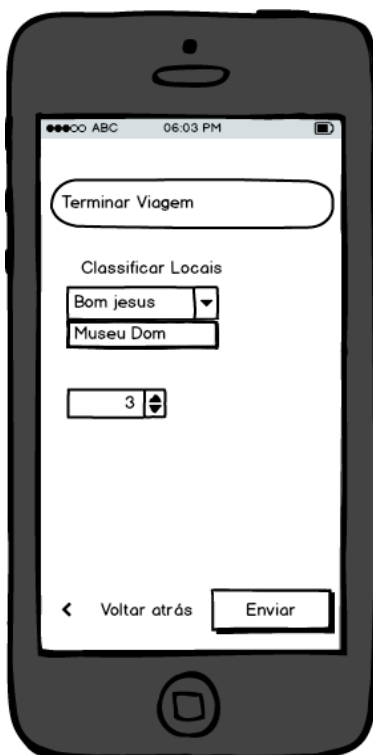 ABC 06:03 PM
Terminar Viagem
Classificar Locais
Bom jesus
Museu Dom
3
Voltar atrás Enviar